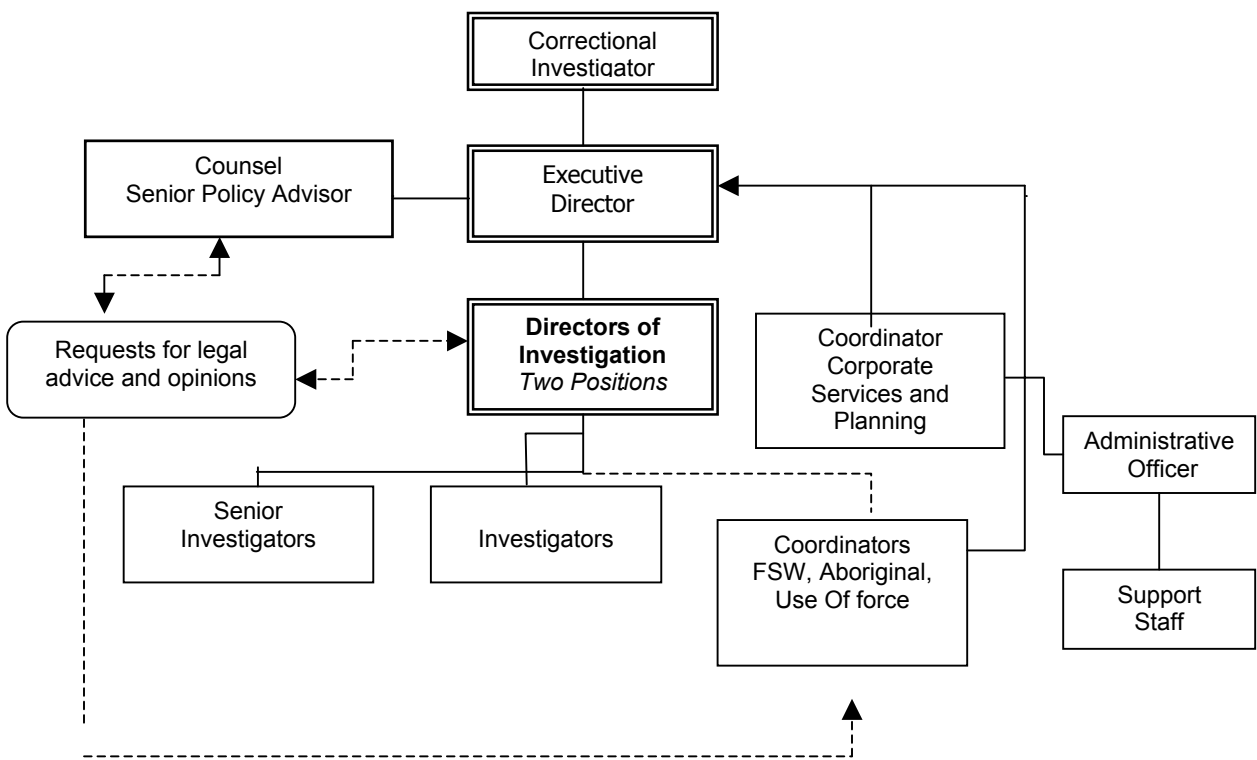 Correctional
Investigator
Counsel
Senior Policy Advisor
Executive
Director
Requests for legal
advice and opinions
Directors of
Investigation
Two Positions
Coordinator
Corporate
Services and
Planning
Administrative
Officer
Senior
Investigators
Investigators
Coordinators
FSW, Aboriginal,
Use Of force
Support
Staff